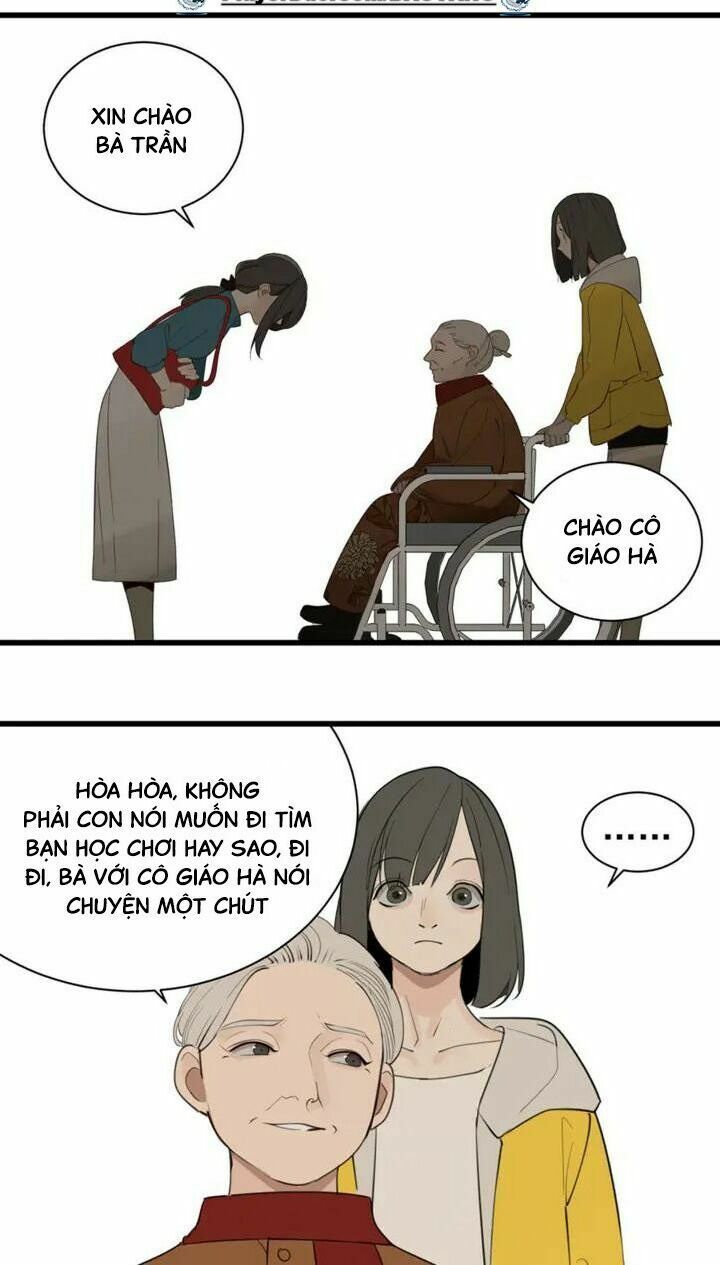 XIN CHÀO
BÀ TRẦN
CHÀO CÔ
GIÁO HÀ
HÒA HÒA, KHÔNG
PHẢI CON NÓI MUỐN ĐI TÌM
BẠN HỌC CHƠI HAY SAO, ĐI
ĐI, BÀ VỚI CÔ GIÁO HÀ NÓI
CHUYỆN MỘT CHÚT
......